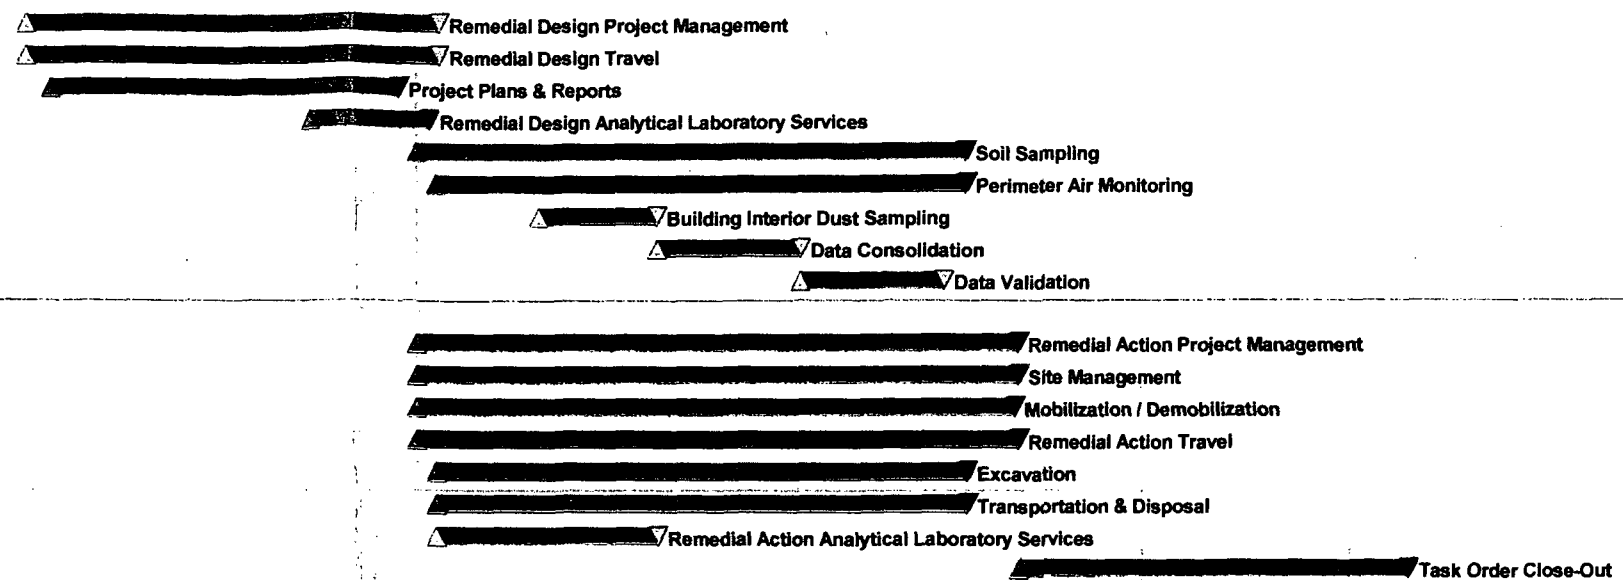 Remedial Design Project Management
Remedial Design Travel
Project Plans & Reports
Remedial Design Analytical Laboratory Services
Soil Sampling
Perimeter Air Monitoring
Building Interior Dust Sampling
Data Consolidation
Data Validation
Remedial Action Project Management
Site Management
Mobilization / Demobilization
Remedial Action Travel
Excavation
Transportation & Disposal
Remedial Action Analytical Laboratory Services
Task Order Close-Out